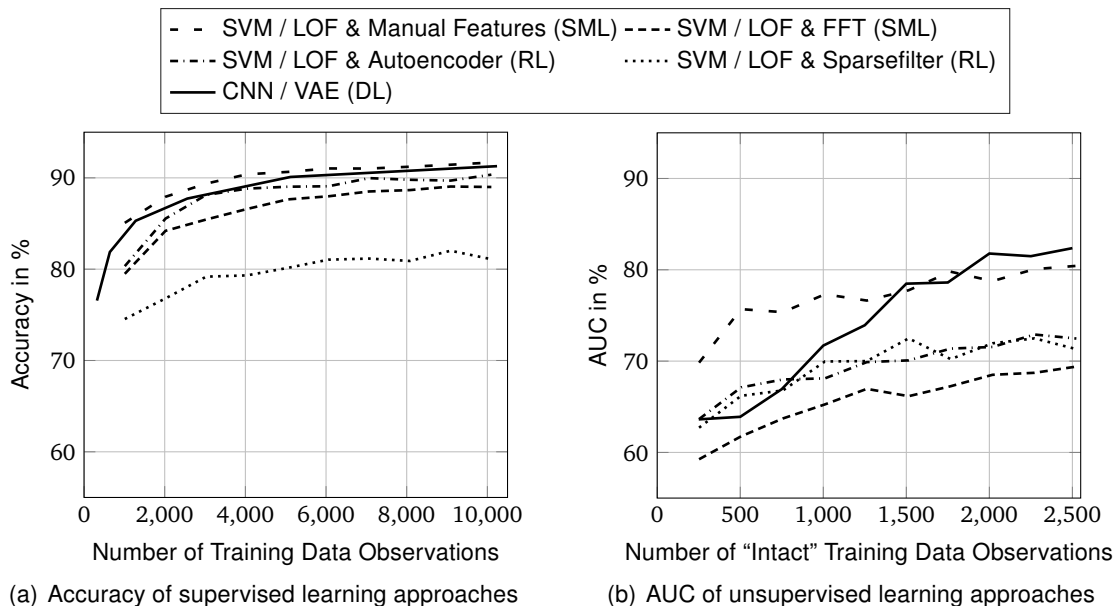 SVM / LOF & Manual Features (SML) SVM / LOF & FFT (SML)
SVM / LOF & Autoencoder (RL) SVM / LOF & Sparsefilter (RL)
CNN / VAE (DL)
90
80
70
60
Accuracy in %
0 2,000 4,000 6,000 8,000 10,000
Number of Training Data Observations
(a) Accuracy of supervised learning approaches
90
80
70
60
AUC in %
0 500 1,000 1,500 2,000 2,500
Number of “Intact” Training Data Observations
(b) AUC of unsupervised learning approaches